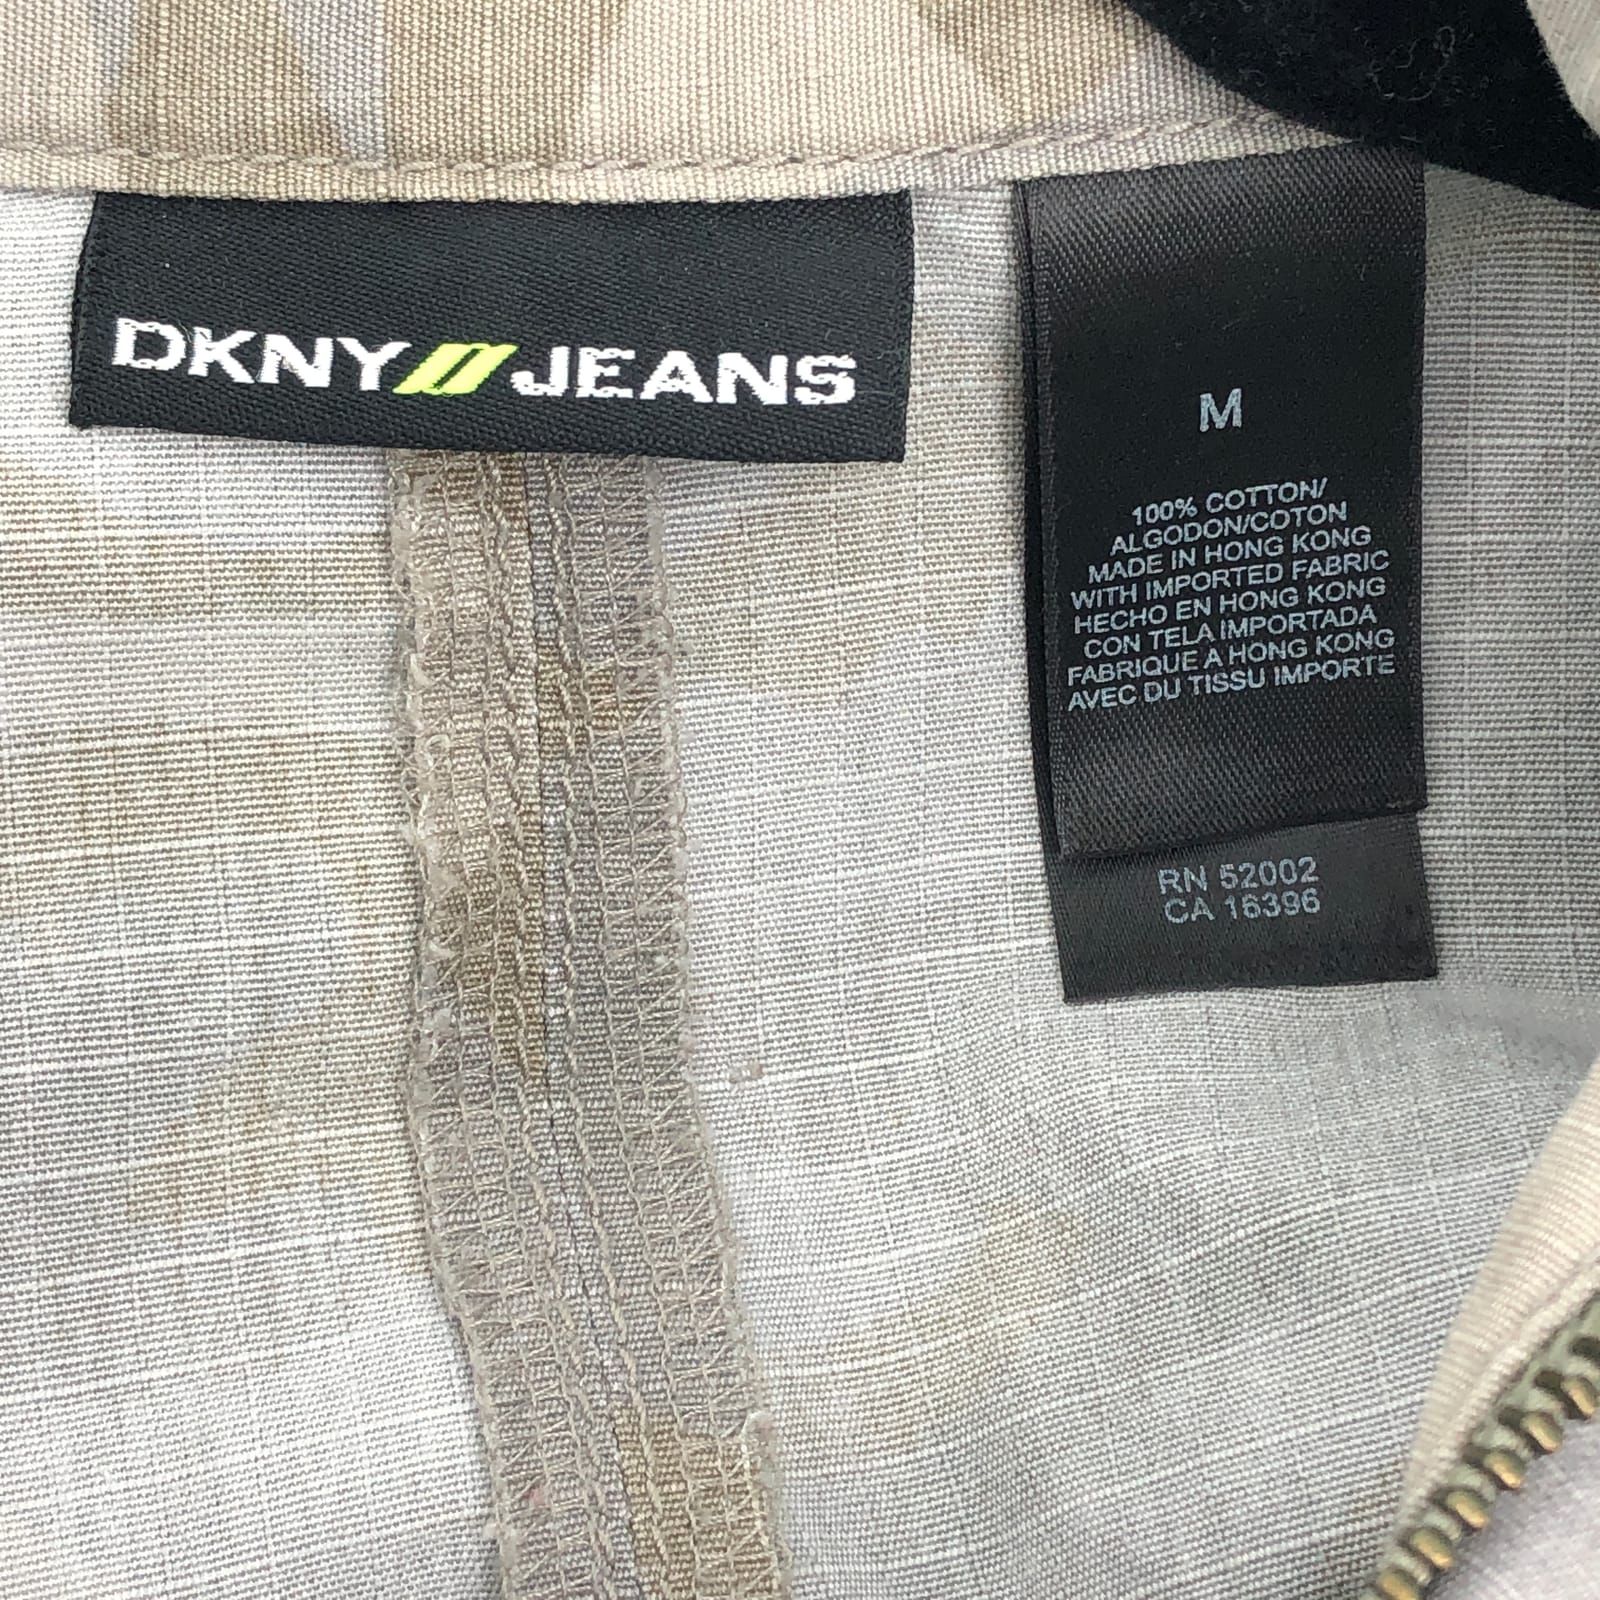 DKNY//JEANS
M
100% COTTON/
ALGODON/COTON
MADE IN HONG KONG
WITH IMPORTED FABRIC
HECHO EN HONG KONG
CON TELA IMPORTADA
FABRIQUE A HONG KONG
AVEC DU TISSU IMPORTE
RN 52002
CA 16396